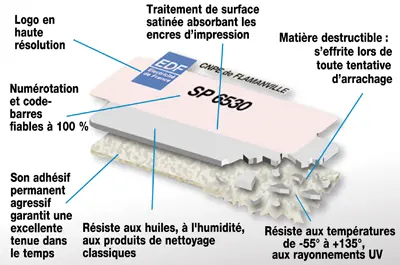 Logo en
haute
résolution
Traitement de surface
satinée absorbant les
encres d'impression
Matière destructible :
s'effrite lors de
toute tentative
d'arrachage
EDF
Electricité
de France
CNPE de FLAMANVILLE
SP 6530
Numérotation
et code-
barres
fiables à 100 %
Son adhésif
permanent
agressif
garantit une
excellente
tenue dans
le temps
Résiste aux huiles, à l'humidité,
aux produits de nettoyage
classiques
Résiste aux températures
de -55° à +135°,
aux rayonnements UV